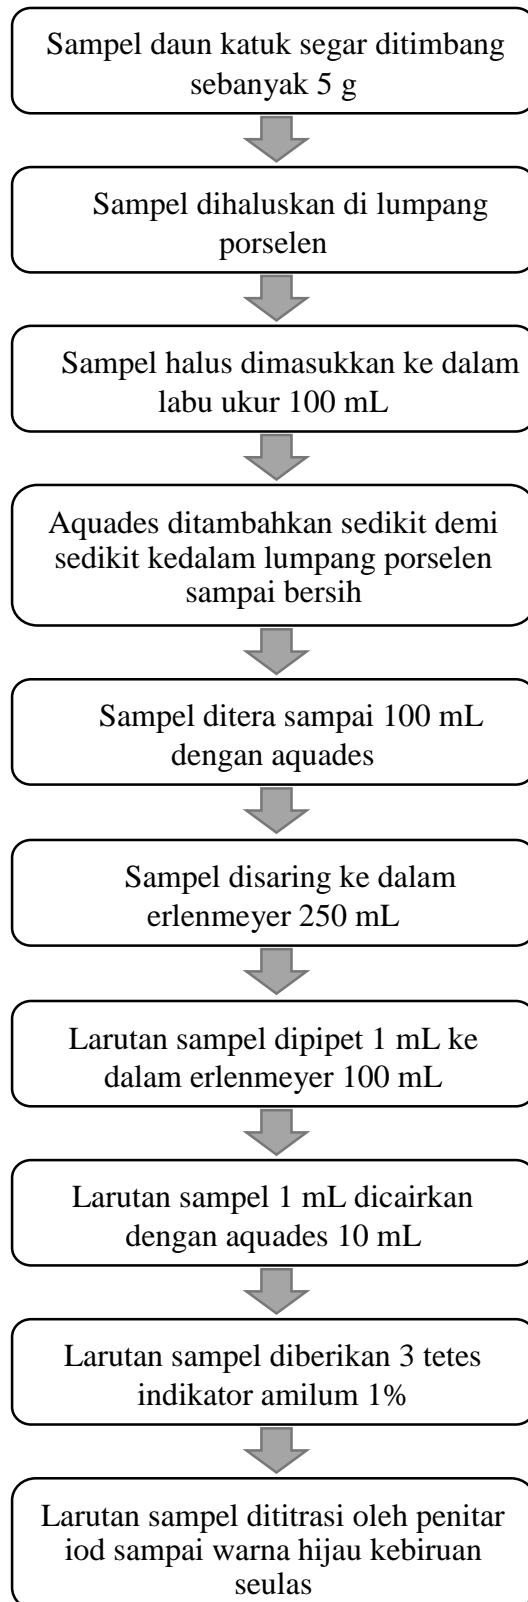 Sampel daun katuk segar ditimbang
sebanyak 5 g
Sampel dihaluskan di lumpang
porselen
Sampel halus dimasukkan ke dalam
labu ukur 100 mL
Aquades ditambahkan sedikit demi
sedikit kedalam lumpang porselen
sampai bersih
Sampel ditera sampai 100 mL
dengan aquades
Sampel disaring ke dalam
erlenmeyer 250 mL
Larutan sampel dipipet 1 mL ke
dalam erlenmeyer 100 mL
Larutan sampel 1 mL dicairkan
dengan aquades 10 mL
Larutan sampel diberikan 3 tetes
indikator amilum 1%
Larutan sampel dititrasi oleh penitar
iod sampai warna hijau kebiruan
seulas